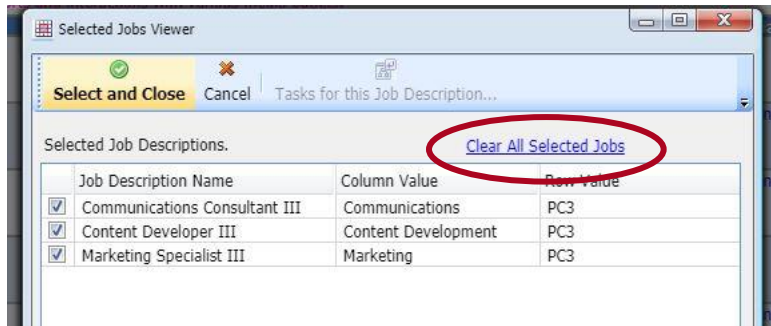 Selected Jobs Viewer
Select and Close Cancel Tasks for this Job Description...
Selected Job Descriptions. Clear All Selected Jobs
Job Description Name Column Value Row Value
Communications Consultant III Communications PC3
Content Developer III Content Development PC3
Marketing Specialist III Marketing PC3